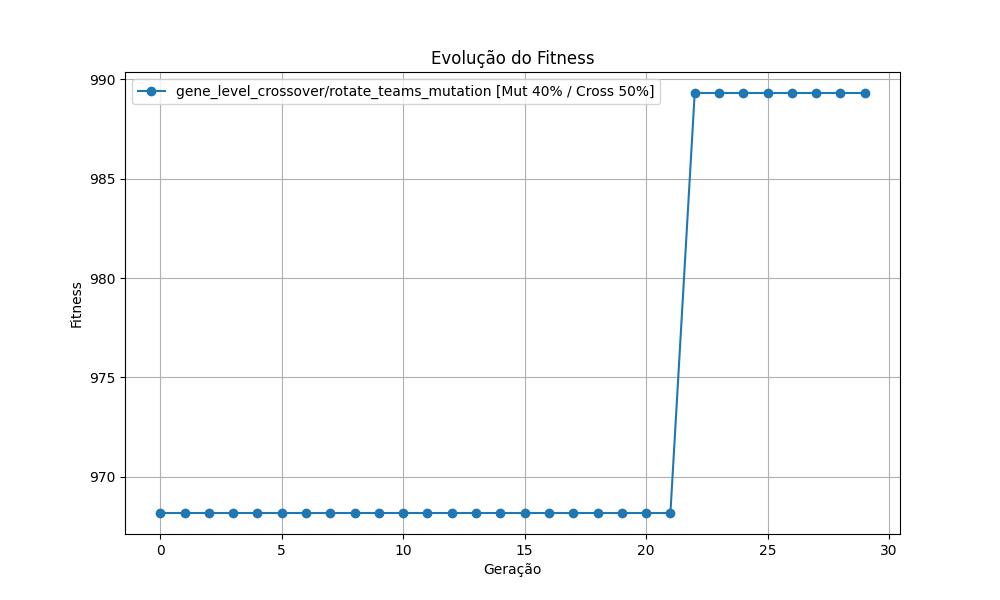 Evolução do Fitness
gene_level_crossover/rotate_teams_mutation [Mut 40% / Cross 50%]
Fitness
990
985
980
975
970
0 5 10 15 20 25 30
Geração